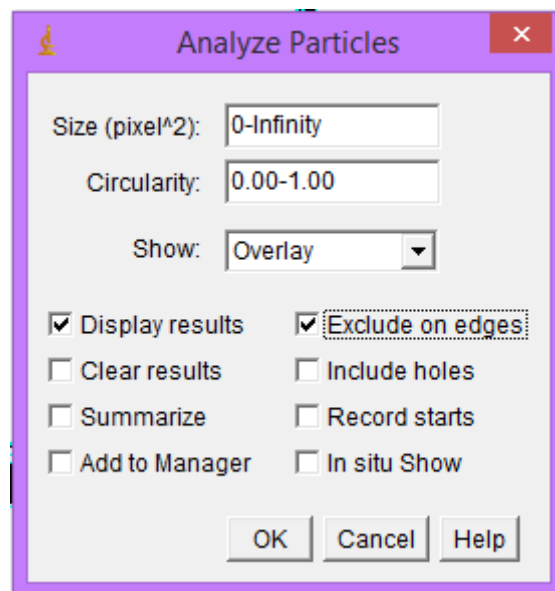 Analyze Particles
Size (pixel^2): 0-Infinity
Circularity: 0.00-1.00
Show: Overlay
Display results Exclude on edges
Clear results Include holes
Summarize Record starts
Add to Manager In situ Show
OK Cancel Help